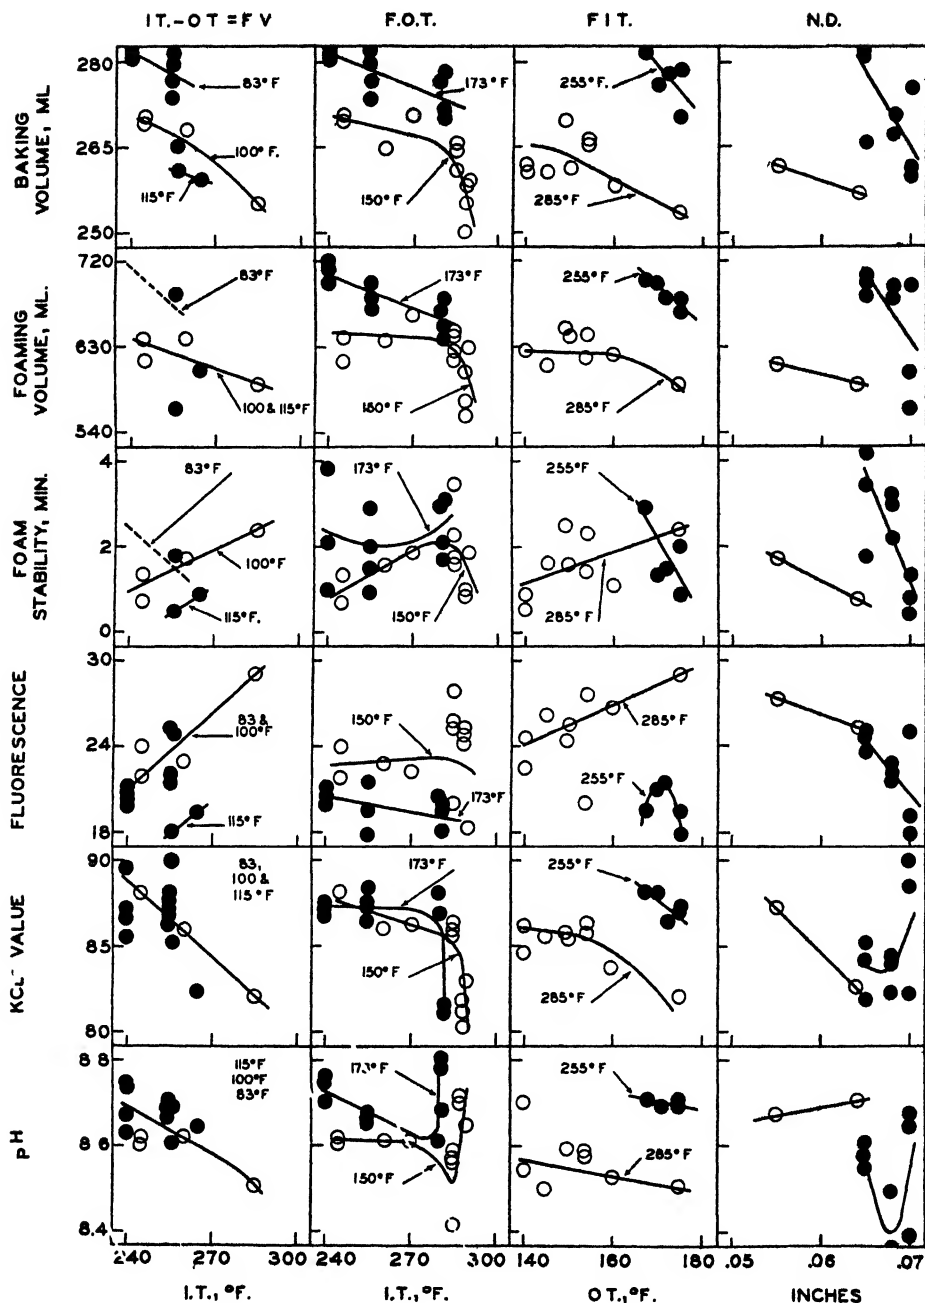 I.T.-OT = F V F.O.T. F I T. N.D.
BAKING VOLUME, ML
280
265
250
83° F
100° F.
115° F
173° F
150° F
255° F.
285° F
FOAMING VOLUME, ML.
720
630
540
83° F
100 & 115° F
173° F
180° F
255° F
285° F
FOAM STABILITY, MIN.
4
2
0
83° F
100° F
115° F.
173° F
150° F
255° F
285° F
FLUORESCENCE
30
24
18
83 &
100° F
115° F
150° F
173° F
285° F
255° F
KCL- VALUE
90
85
80
83,
100 &
115° F
173° F
150° F
255° F
285° F
pH
8 8
8 6
8.4
115° F
100° F
83° F
173° F
150° F
255° F
285° F
240 270 300 240 270 300 140 160 180 .05 .06 .07
I.T., °F. I.T., °F. O T., °F. INCHES